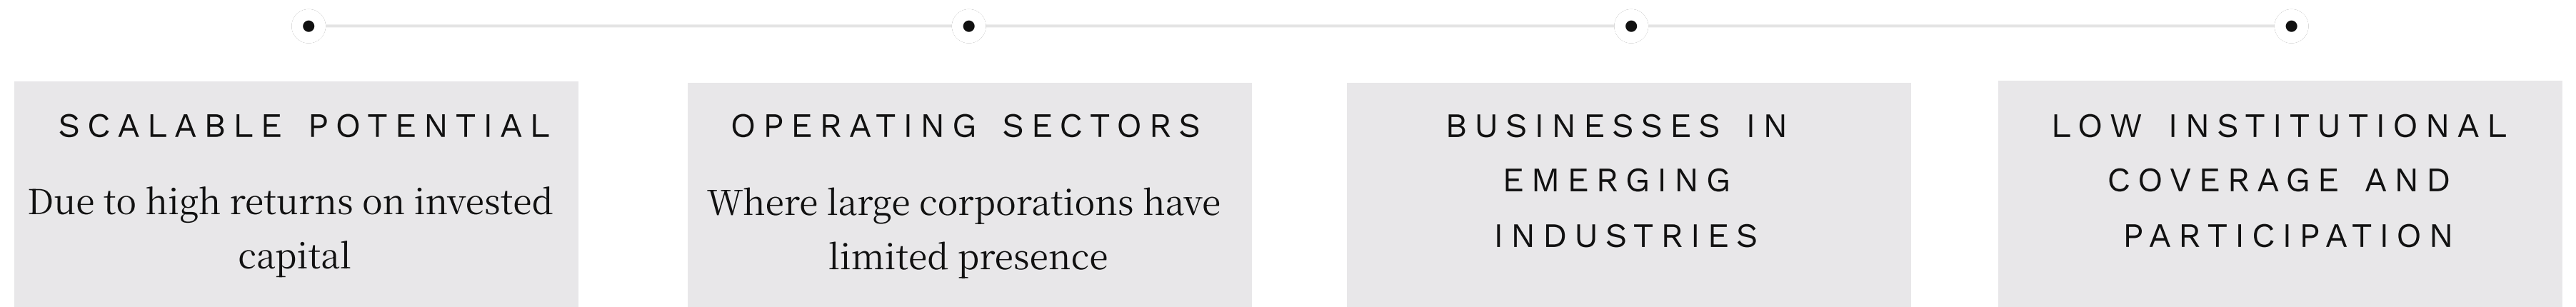 SCALABLE POTENTIAL
Due to high returns on invested
capital
OPERATING SECTORS
Where large corporations have
limited presence
BUSINESSES IN
EMERGING
INDUSTRIES
LOW INSTITUTIONAL
COVERAGE AND
PARTICIPATION